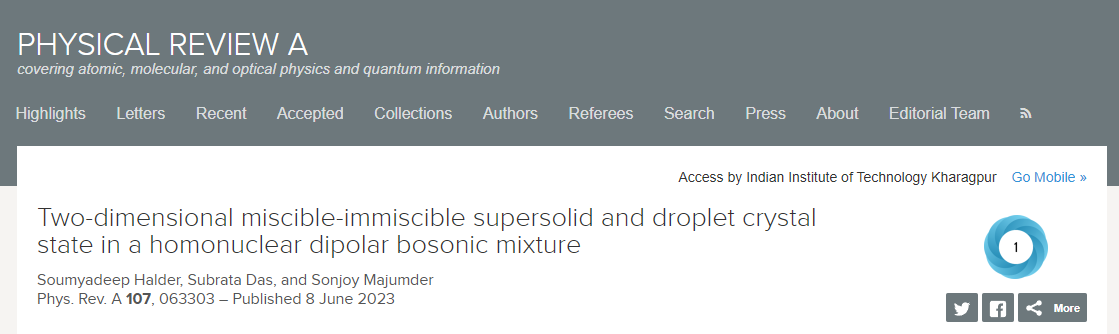 PHYSICAL REVIEW A
covering atomic, molecular, and optical physics and quantum information
Highlights Letters Recent Accepted Collections Authors Referees Search Press About Editorial Team
Access by Indian Institute of Technology Kharagpur Go Mobile »
Two-dimensional miscible-immiscible supersolid and droplet crystal
state in a homonuclear dipolar bosonic mixture
1
Soumyadeep Halder, Subrata Das, and Sonjoy Majumder
Phys. Rev. A 107, 063303 – Published 8 June 2023
More